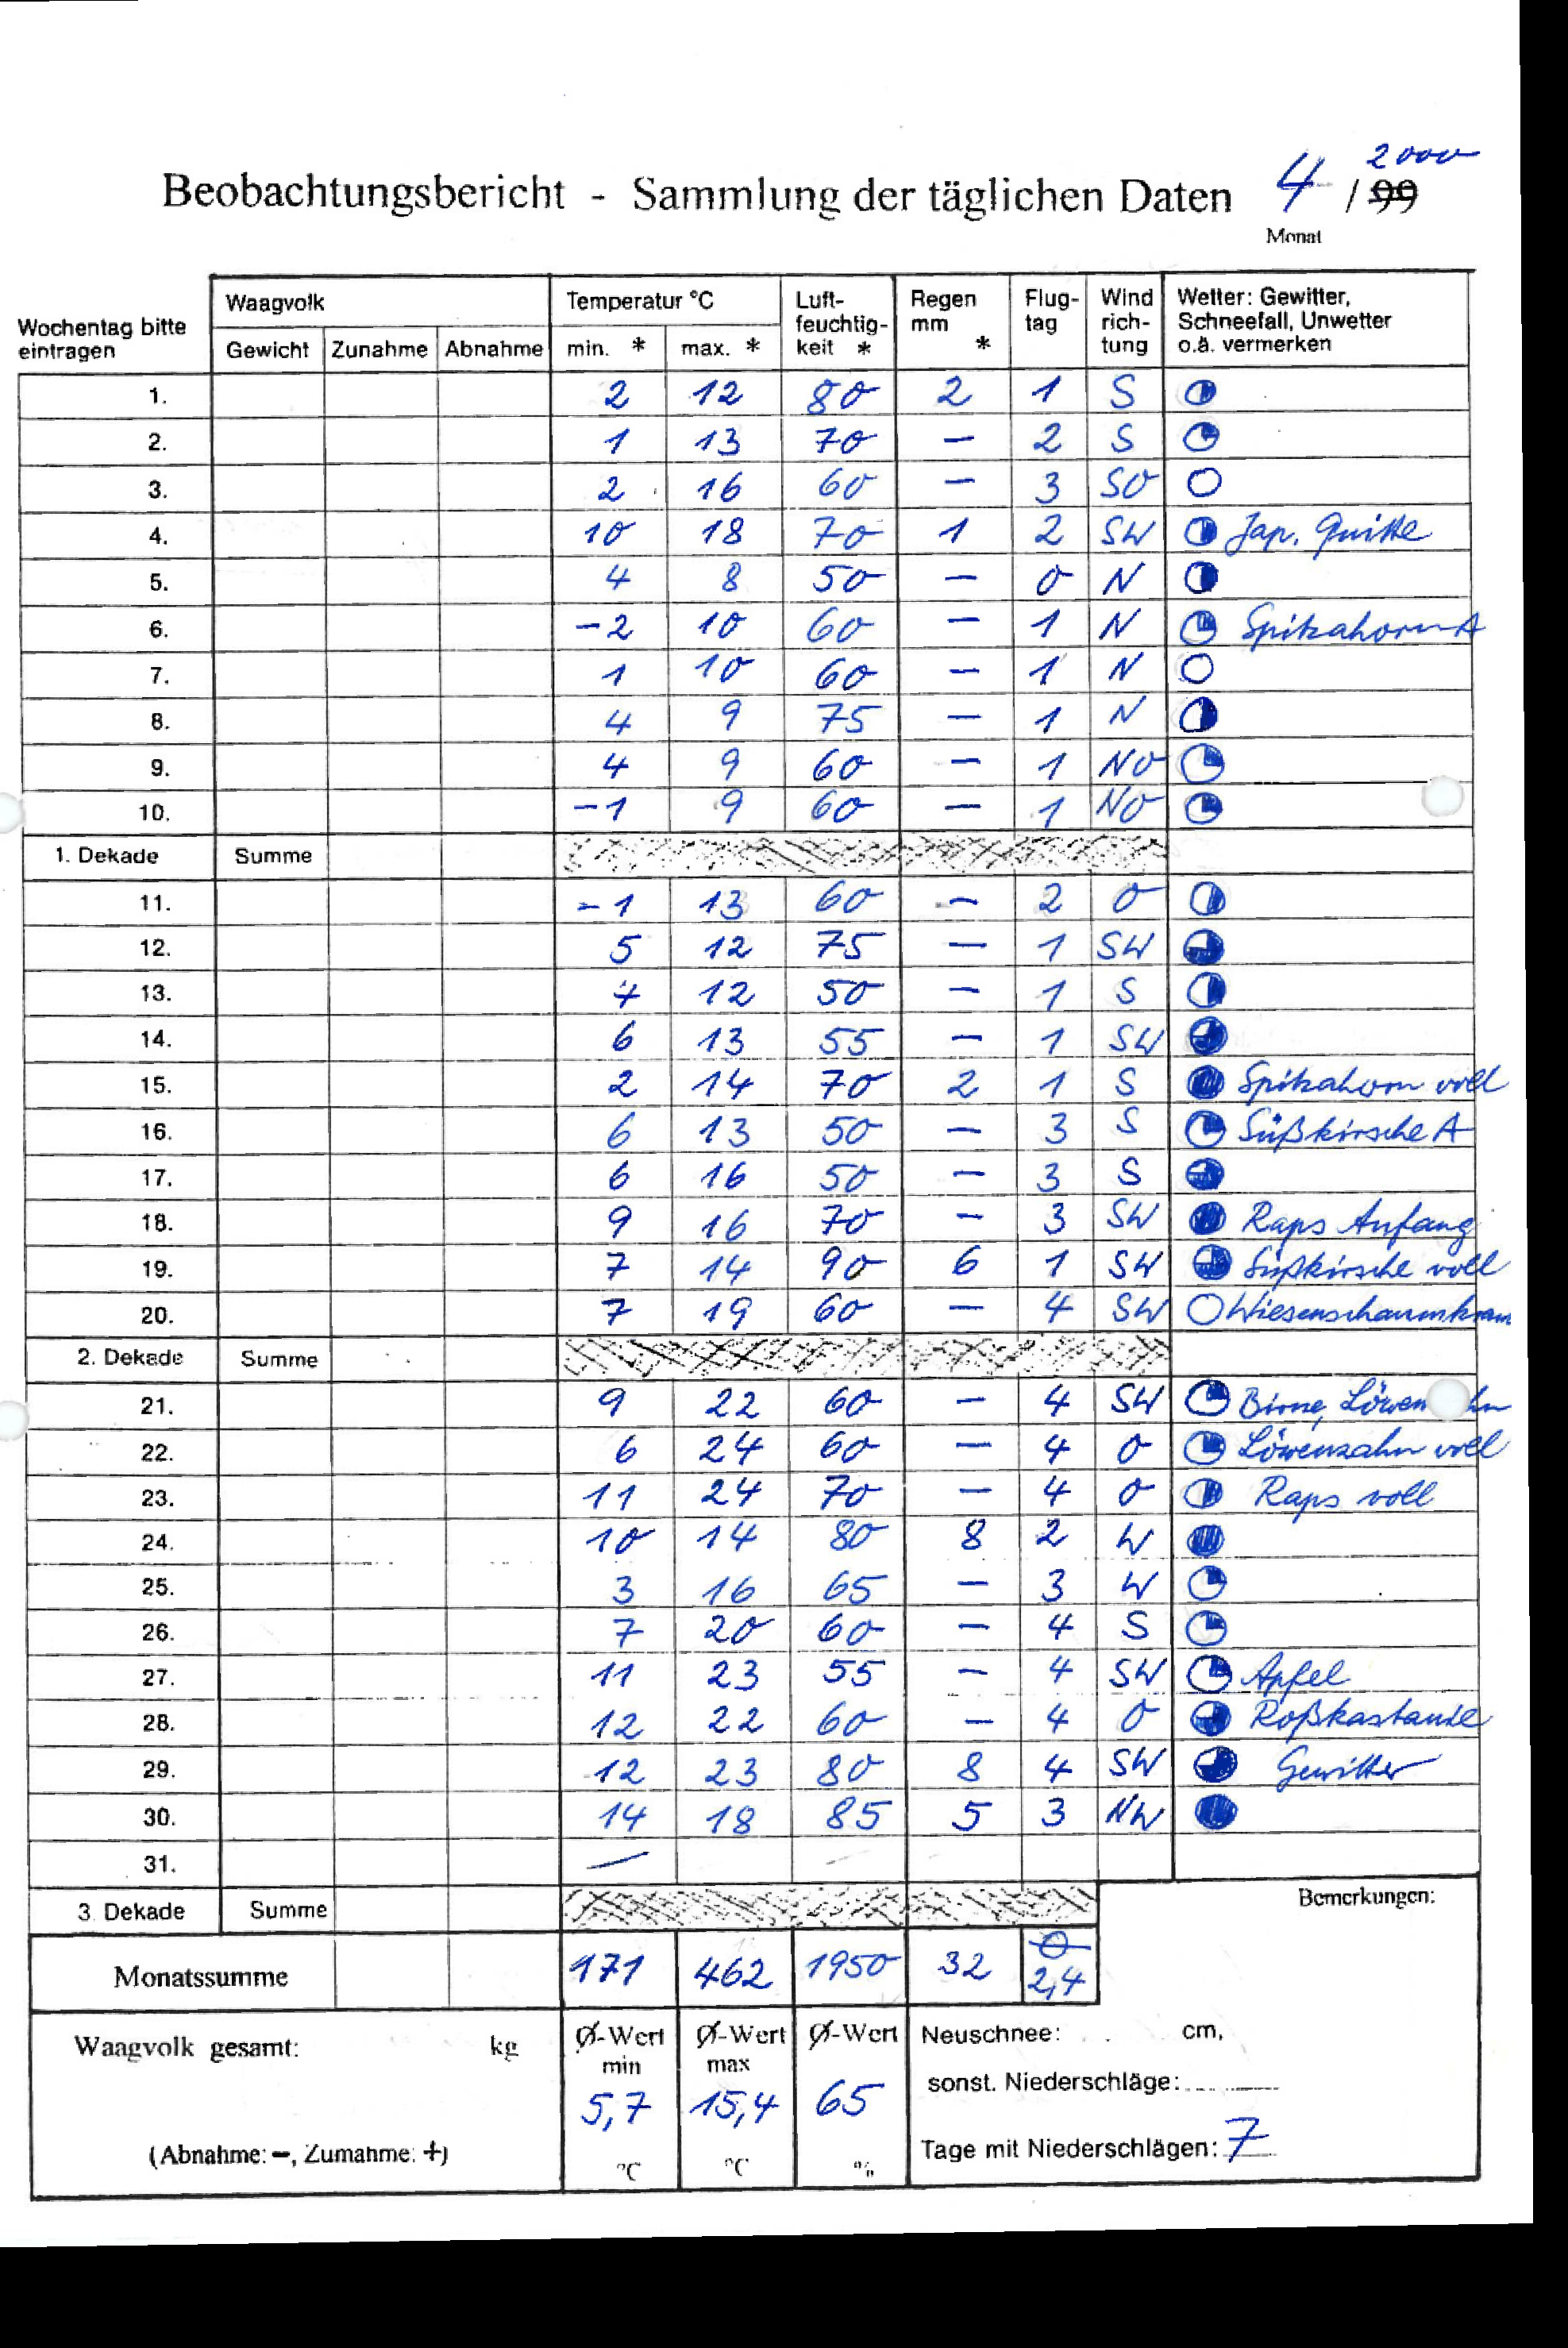 2000
Beobachtungsbericht - Sammlung der täglichen Daten 4 / 99
Monat
Wochentag bitte eintragen
Waagvolk
Gewicht Zunahme Abnahme
Temperatur °C
min. * max. *
Luft-feuchtig-keit *
Regen mm *
Flug-tag
Wind rich-tung
Wetter: Gewitter, Schneefall, Unwetter o.ä. vermerken
1. 2 12 80 2 1 S
2. 1 13 70 – 2 S
3. 2 16 60 – 3 SO
4. 10 18 70 1 2 SW Jap. Quitte
5. 4 8 50 – 0 N
6. -2 10 60 – 1 N Spitzahorn A
7. 1 10 60 – 1 N
8. 4 9 75 – 1 N
9. 4 9 60 – 1 NO
10. -1 9 60 – 1 NO
1. Dekade Summe
11. -1 13 60 – 2 O
12. 5 12 75 – 1 SW
13. 12 50 – 1 S
14. 6 13 55 – 1 SW
15. 2 14 70 2 1 S Spitzahorn voll
16. 6 13 50 – 3 S Süßkirsche A
17. 6 16 50 – 3 S
18. 9 16 70 – 3 SW Raps Anfang
19. 7 14 90 6 1 SW Süßkirsche voll
20. 7 19 60 – 4 SW Wiesenschaumkraut
2. Dekade Summe
21. 9 22 60 – 4 SW Birne, Löwenzahn
22. 6 24 60 – 4 O Löwenzahn voll
23. 11 24 70 – 4 O Raps voll
24. 10 14 80 8 2 W
25. 3 16 65 – 3 W
26. 7 20 60 – 4 S
27. 11 23 55 – 4 SW Apfel
28. 12 22 60 – 4 O Roßkastanie
29. 12 23 80 8 4 SW Gewitter
30. 14 18 85 5 3 NW
31. –
3 Dekade Summe
Bemerkungen:
Monatssumme 171 462 1950 32 Ø 2,4
Waagvolk gesamt: kg
Ø-Wert min 5,7 °C
Ø-Wert max 15,4 °C
Ø-Wert 65 %
Neuschnee: cm,
sonst. Niederschläge:
Tage mit Niederschlägen: 7
(Abnahme: –, Zumahme: +)